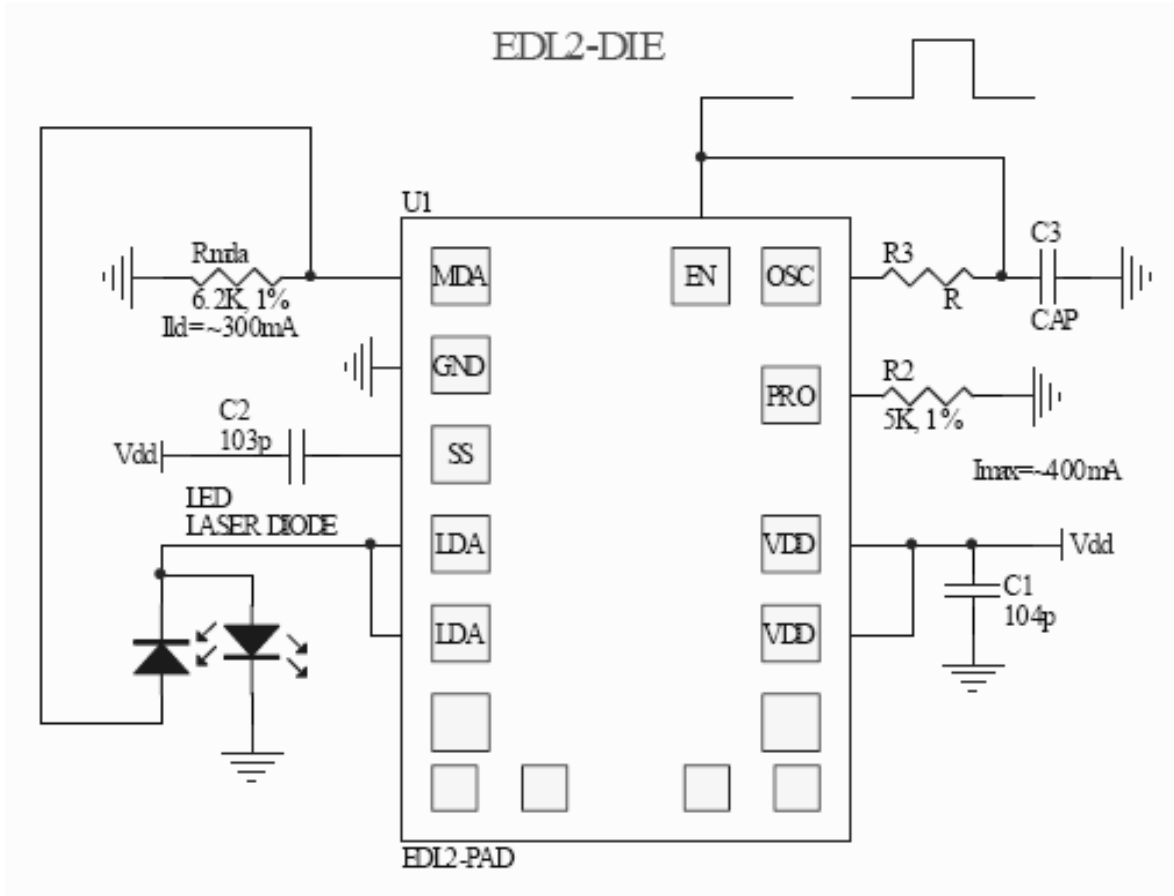 EDL2-DIE
U1
Rmda
6.2K, 1%
Ild=~300mA
MDA
EN
OSC
R3
R
C3
CAP
GND
PRO
R2
5K, 1%
C2
103p
Vdd
SS
Imax=~400mA
LED
LASER DIODE
LDA
VDD
Vdd
C1
104p
LDA
VDD
EDL2-PAD